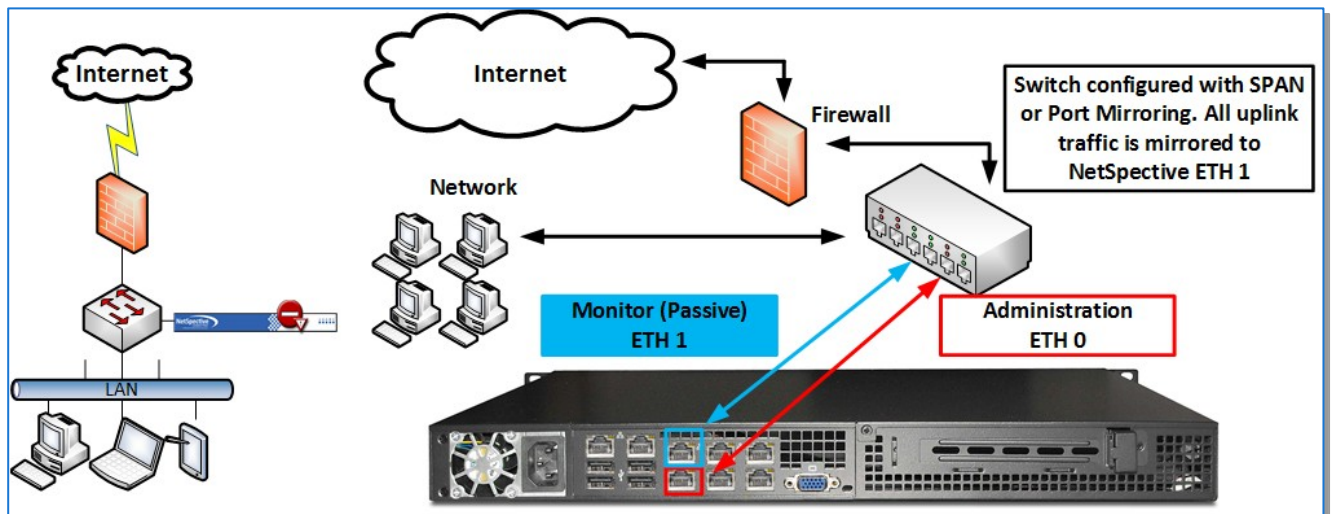 Internet
NetSpective
LAN
Internet
Firewall
Switch configured with SPAN
or Port Mirroring. All uplink
traffic is mirrored to
NetSpective ETH 1
Network
Monitor (Passive)
ETH 1
Administration
ETH 0